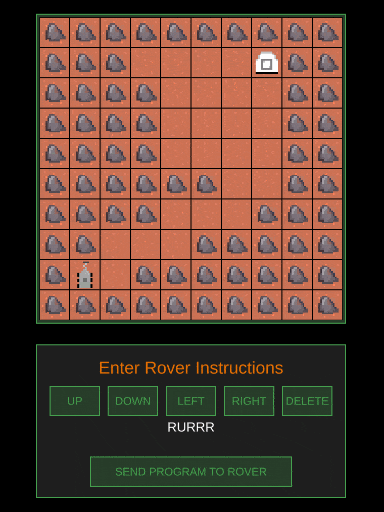 Enter Rover Instructions
UP DOWN LEFT RIGHT DELETE
RURRR
SEND PROGRAM TO ROVER